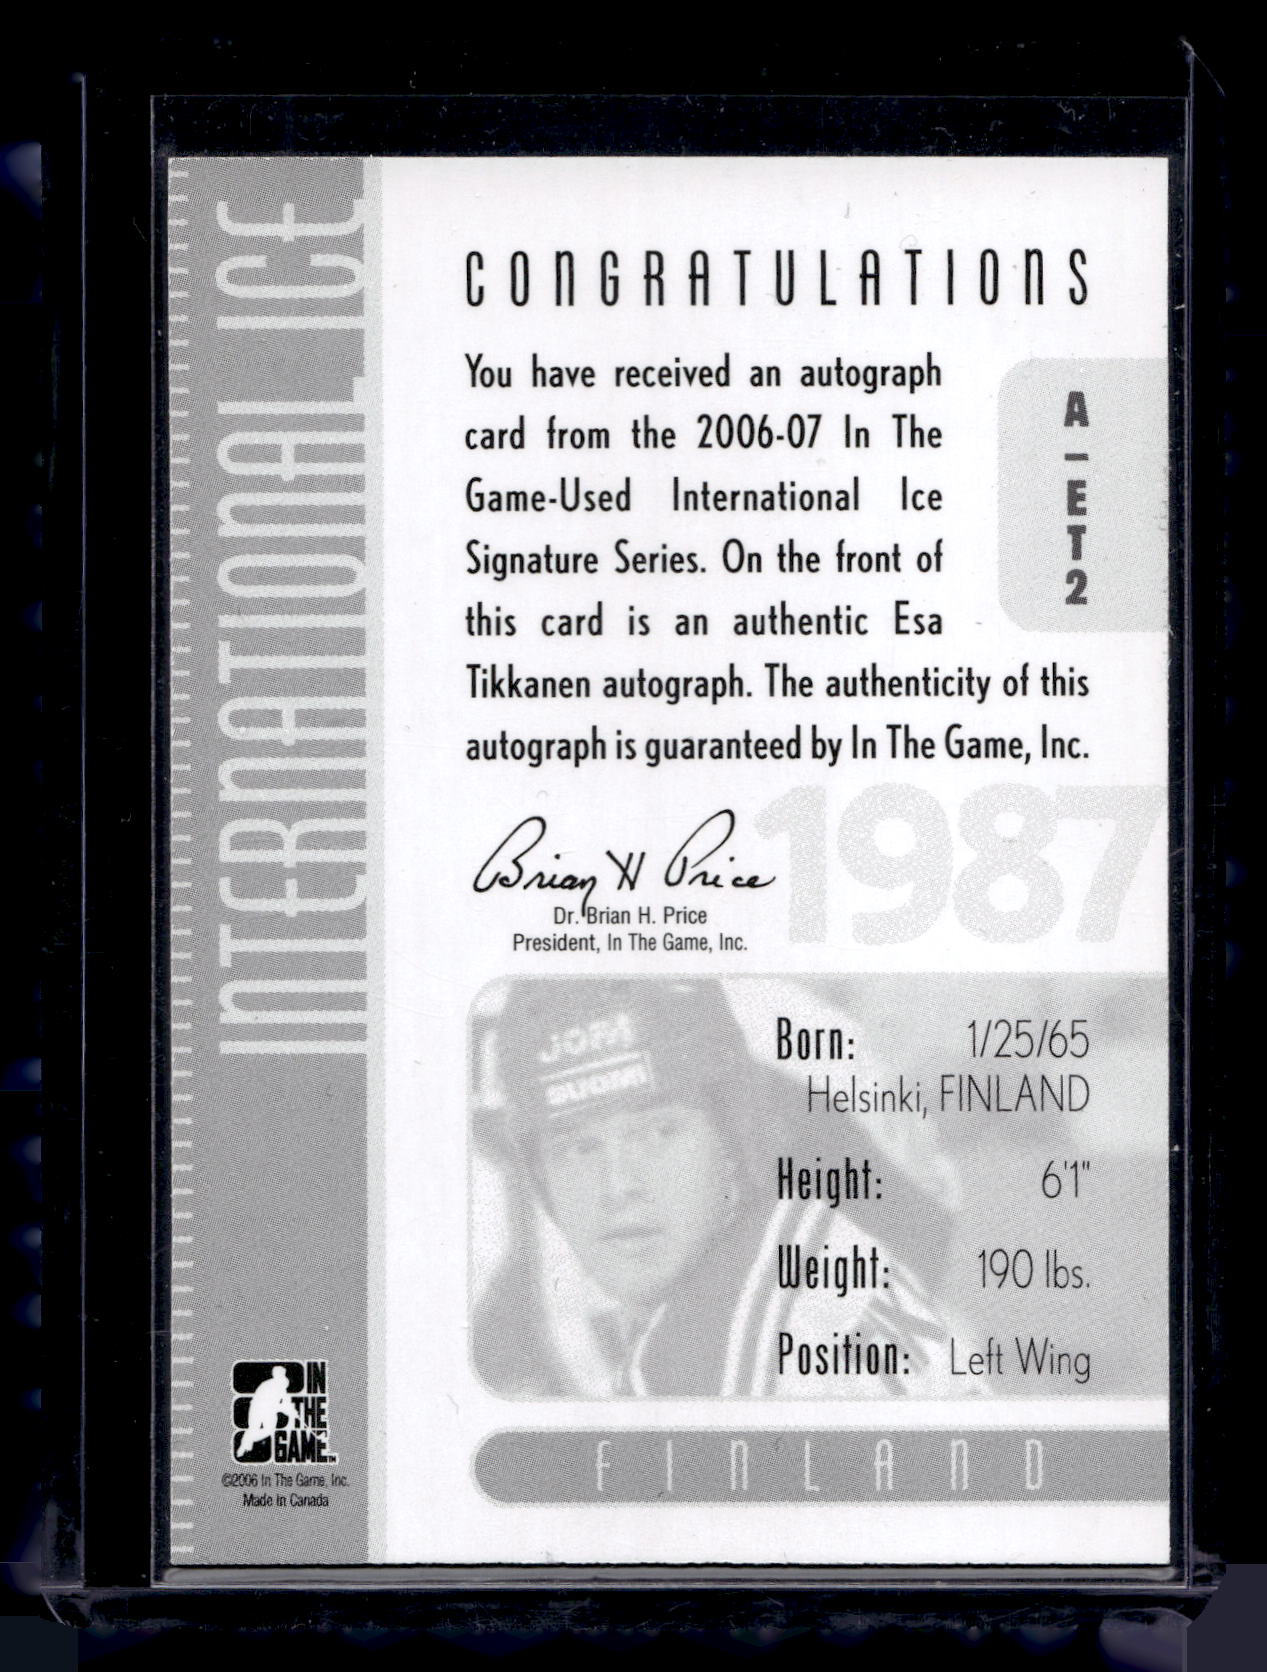 INTERNATIONAL ICE
CONGRATULATIONS
You have received an autograph
card from the 2006-07 In The
Game-Used International Ice
Signature Series. On the front of
this card is an authentic Esa
Tikkanen autograph. The authenticity of this
autograph is guaranteed by In The Game, Inc.
A-ET2
1987
Brian H Price
Dr. Brian H. Price
President, In The Game, Inc.
JOFA
SUOMI
Born: 1/25/65
Helsinki, FINLAND
Height: 6'1"
Weight: 190 lbs.
Position: Left Wing
FINLAND
IN
THE
GAME™
©2006 In The Game, Inc.
Made in Canada